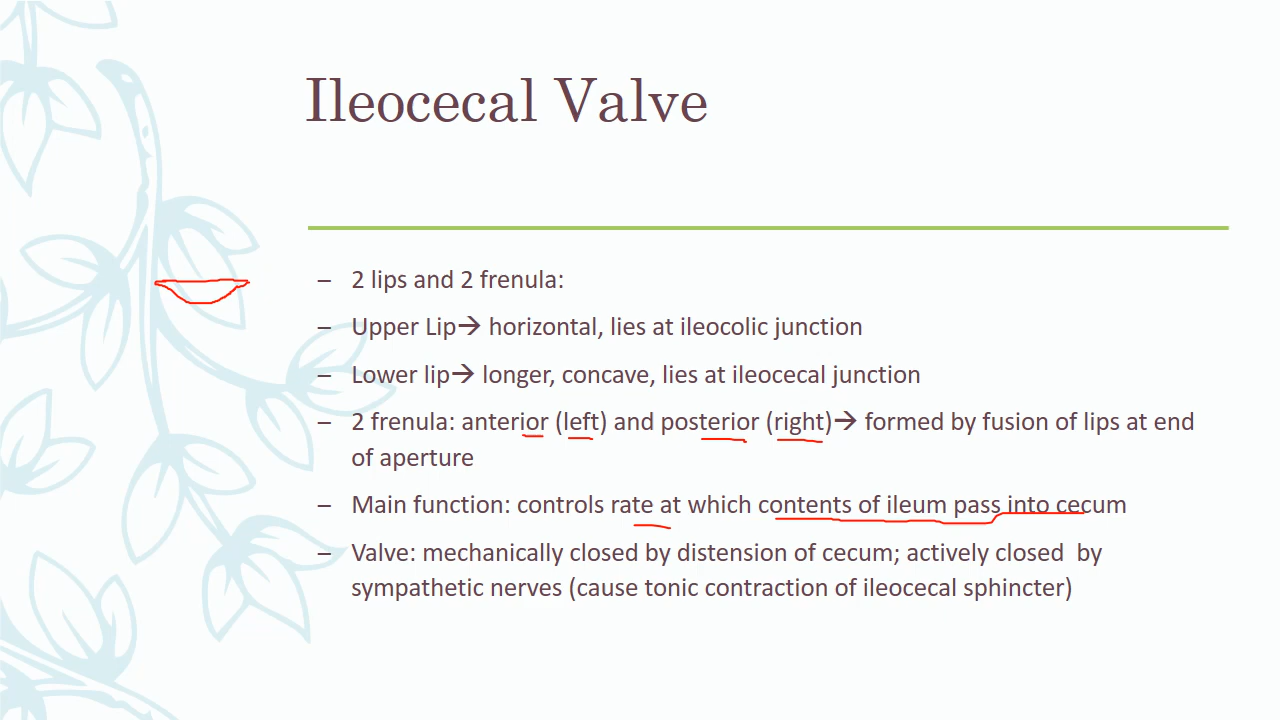 Ileocecal Valve
– 2 lips and 2 frenula:
– Upper Lip→ horizontal, lies at ileocolic junction
– Lower lip→ longer, concave, lies at ileocecal junction
– 2 frenula: anterior (left) and posterior (right)→ formed by fusion of lips at end
of aperture
– Main function: controls rate at which contents of ileum pass into cecum
– Valve: mechanically closed by distension of cecum; actively closed  by
sympathetic nerves (cause tonic contraction of ileocecal sphincter)